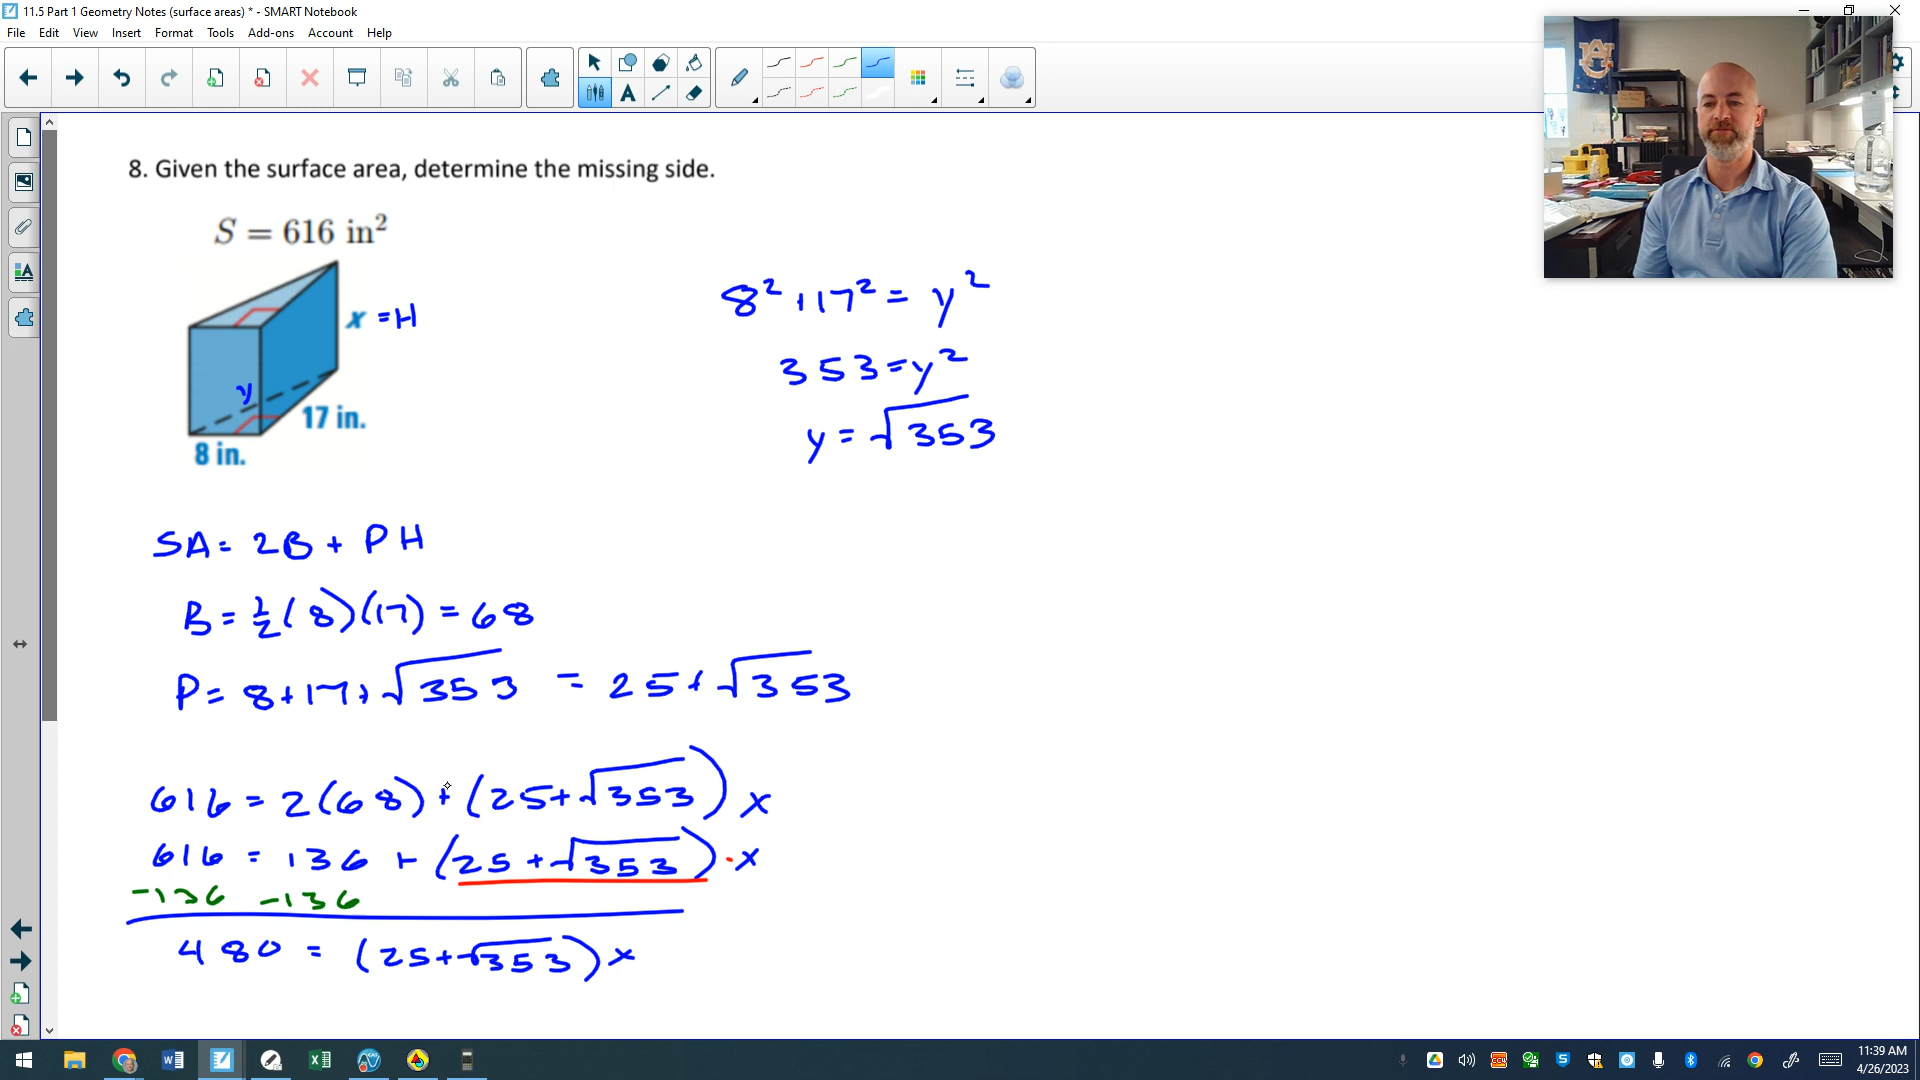 11.5 Part 1 Geometry Notes (surface areas) * - SMART Notebook
File Edit View Insert Format Tools Add-ons Account Help
8. Given the surface area, determine the missing side.
S = 616 in²
x = H
y
17 in.
8 in.
8² + 17² = y²
353 = y²
y = √353
SA = 2B + PH
B = ½(8)(17) = 68
P = 8 + 17 + √353 = 25 + √353
616 = 2(68) + (25 + √353) x
616 = 136 + (25 + √353) · x
-136 -136
480 = (25 + √353) x
11:39 AM
4/26/2023